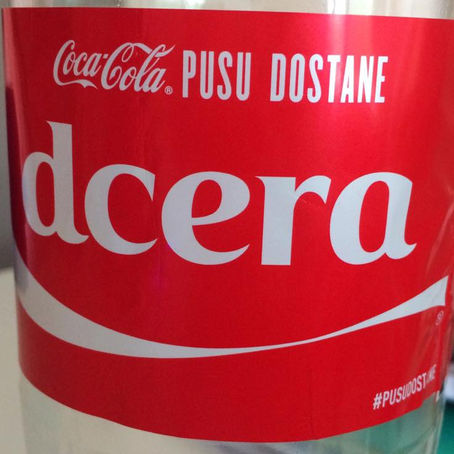 Coca-Cola® PUSU DOSTANE
dcera
#PUSUDOSTANE